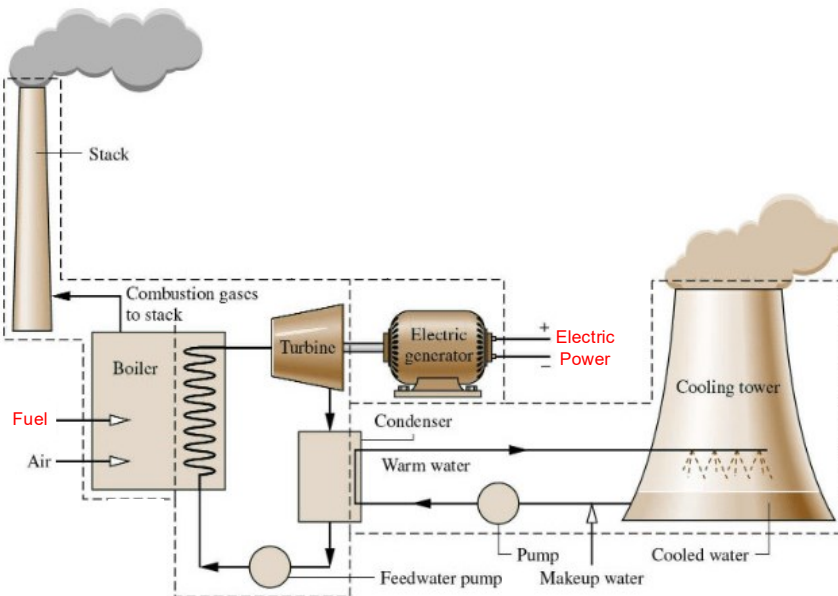 Stack
Combustion gases
to stack
Boiler
Turbine
Electric
generator
+
−
Electric
Power
Fuel
Air
Condenser
Warm water
Cooling tower
Pump
Feedwater pump
Makeup water
Cooled water